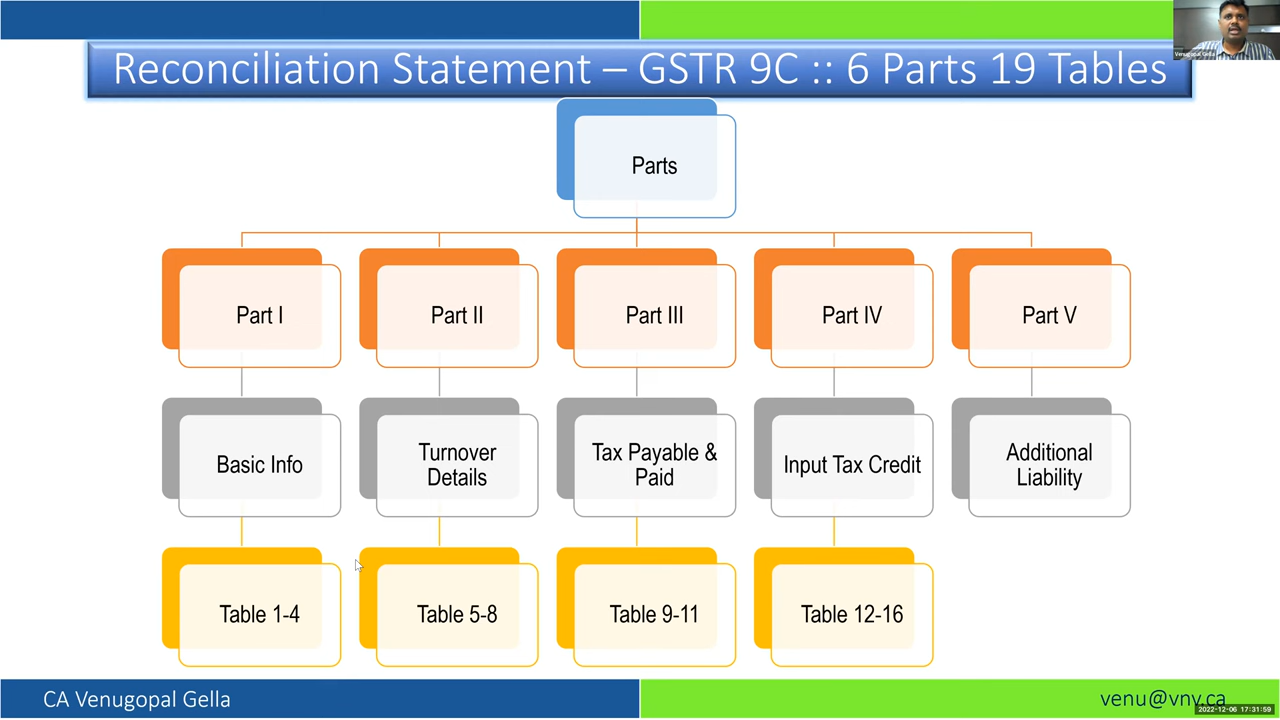 Venugopal Gella
Reconciliation Statement – GSTR 9C :: 6 Parts 19 Tables
Parts
Part I
Part II
Part III
Part IV
Part V
Basic Info
Turnover
Details
Tax Payable &
Paid
Input Tax Credit
Additional
Liability
Table 1-4
Table 5-8
Table 9-11
Table 12-16
CA Venugopal Gella
venu@vnv.ca
2022-12-06 17:31:59